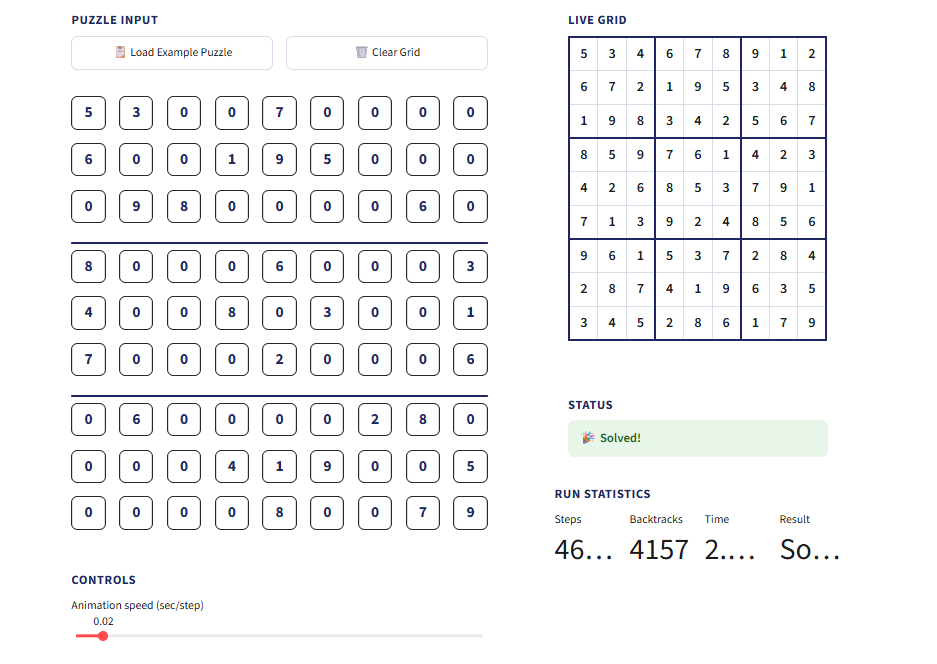 PUZZLE INPUT
Load Example Puzzle
Clear Grid
5 3 0 0 7 0 0 0 0
6 0 0 1 9 5 0 0 0
0 9 8 0 0 0 0 6 0
8 0 0 0 6 0 0 0 3
4 0 0 8 0 3 0 0 1
7 0 0 0 2 0 0 0 6
0 6 0 0 0 0 2 8 0
0 0 0 4 1 9 0 0 5
0 0 0 0 8 0 0 7 9
CONTROLS
Animation speed (sec/step)
0.02
LIVE GRID
5 3 4 6 7 8 9 1 2
6 7 2 1 9 5 3 4 8
1 9 8 3 4 2 5 6 7
8 5 9 7 6 1 4 2 3
4 2 6 8 5 3 7 9 1
7 1 3 9 2 4 8 5 6
9 6 1 5 3 7 2 8 4
2 8 7 4 1 9 6 3 5
3 4 5 2 8 6 1 7 9
STATUS
Solved!
RUN STATISTICS
Steps Backtracks Time Result
46... 4157 2.... So...